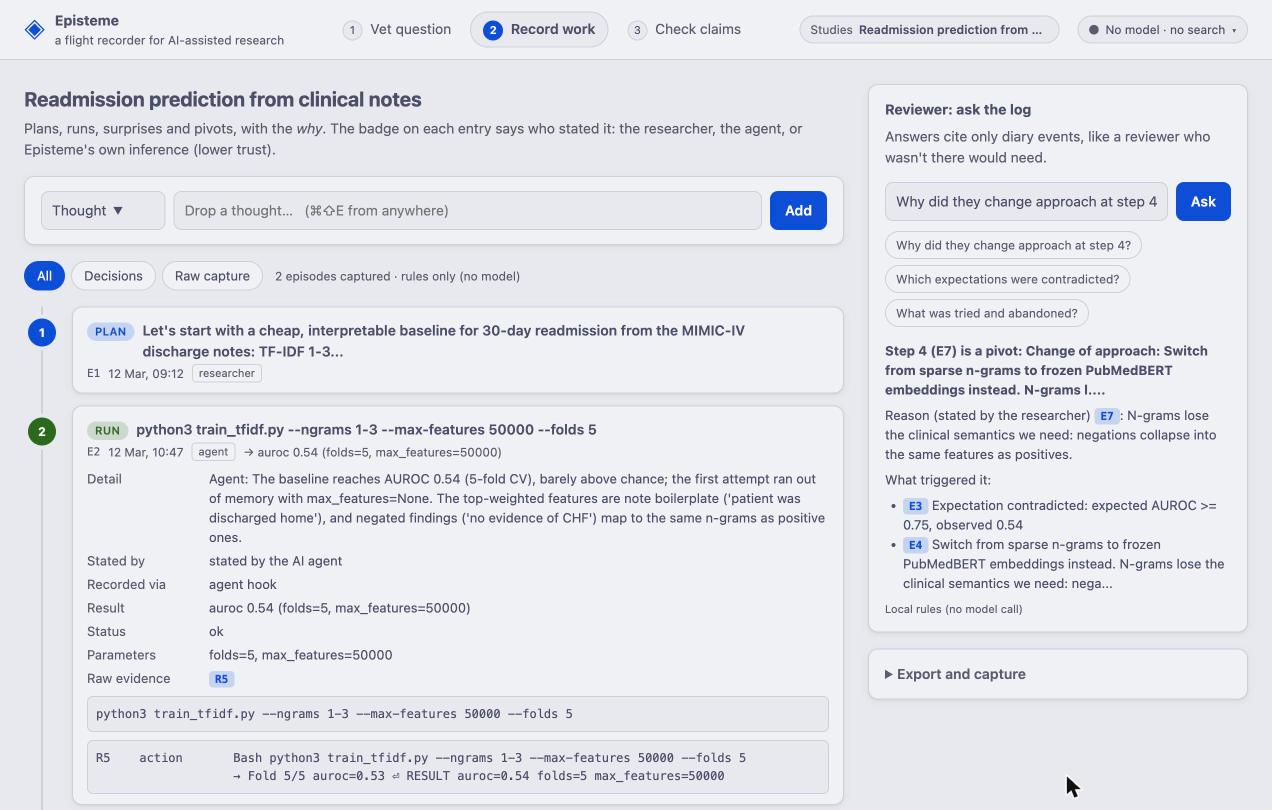 Episteme
a flight recorder for AI-assisted research
1 Vet question
2 Record work
3 Check claims
Studies Readmission prediction from ...
No model · no search ▾
Readmission prediction from clinical notes
Plans, runs, surprises and pivots, with the why. The badge on each entry says who stated it: the researcher, the agent, or
Episteme's own inference (lower trust).
Thought ▼
Drop a thought... (⌘⇧E from anywhere)
Add
All
Decisions
Raw capture
2 episodes captured · rules only (no model)
1
PLAN Let's start with a cheap, interpretable baseline for 30-day readmission from the MIMIC-IV
discharge notes: TF-IDF 1-3...
E1 12 Mar, 09:12 researcher
2
RUN python3 train_tfidf.py --ngrams 1-3 --max-features 50000 --folds 5
E2 12 Mar, 10:47 agent → auroc 0.54 (folds=5, max_features=50000)
Detail Agent: The baseline reaches AUROC 0.54 (5-fold CV), barely above chance; the first attempt ran out
of memory with max_features=None. The top-weighted features are note boilerplate ('patient was
discharged home'), and negated findings ('no evidence of CHF') map to the same n-grams as positive
ones.
Stated by stated by the AI agent
Recorded via agent hook
Result auroc 0.54 (folds=5, max_features=50000)
Status ok
Parameters folds=5, max_features=50000
Raw evidence R5
python3 train_tfidf.py --ngrams 1-3 --max-features 50000 --folds 5
R5 action Bash python3 train_tfidf.py --ngrams 1-3 --max-features 50000 --folds 5
→ Fold 5/5 auroc=0.53 ⏎ RESULT auroc=0.54 folds=5 max_features=50000
Reviewer: ask the log
Answers cite only diary events, like a reviewer who
wasn't there would need.
Why did they change approach at step 4
Ask
Why did they change approach at step 4?
Which expectations were contradicted?
What was tried and abandoned?
Step 4 (E7) is a pivot: Change of approach: Switch
from sparse n-grams to frozen PubMedBERT
embeddings instead. N-grams l....
Reason (stated by the researcher) E7: N-grams lose
the clinical semantics we need: negations collapse into
the same features as positives.
What triggered it:
• E3 Expectation contradicted: expected AUROC >=
0.75, observed 0.54
• E4 Switch from sparse n-grams to frozen
PubMedBERT embeddings instead. N-grams lose the
clinical semantics we need: nega...
Local rules (no model call)
▶ Export and capture